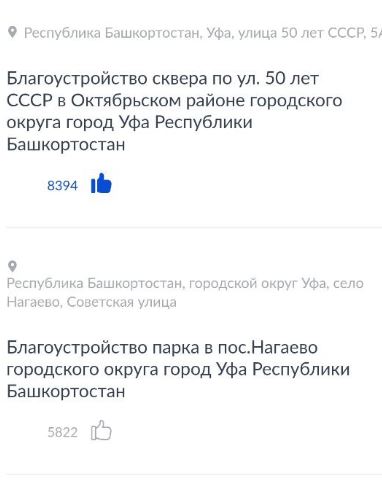 Республика Башкортостан, Уфа, улица 50 лет СССР, 5
Благоустройство сквера по ул. 50 лет
СССР в Октябрьском районе городского
округа город Уфа Республики
Башкортостан
8394
Республика Башкортостан, городской округ Уфа, село
Нагаево, Советская улица
Благоустройство парка в пос.Нагаево
городского округа город Уфа Республики
Башкортостан
5822